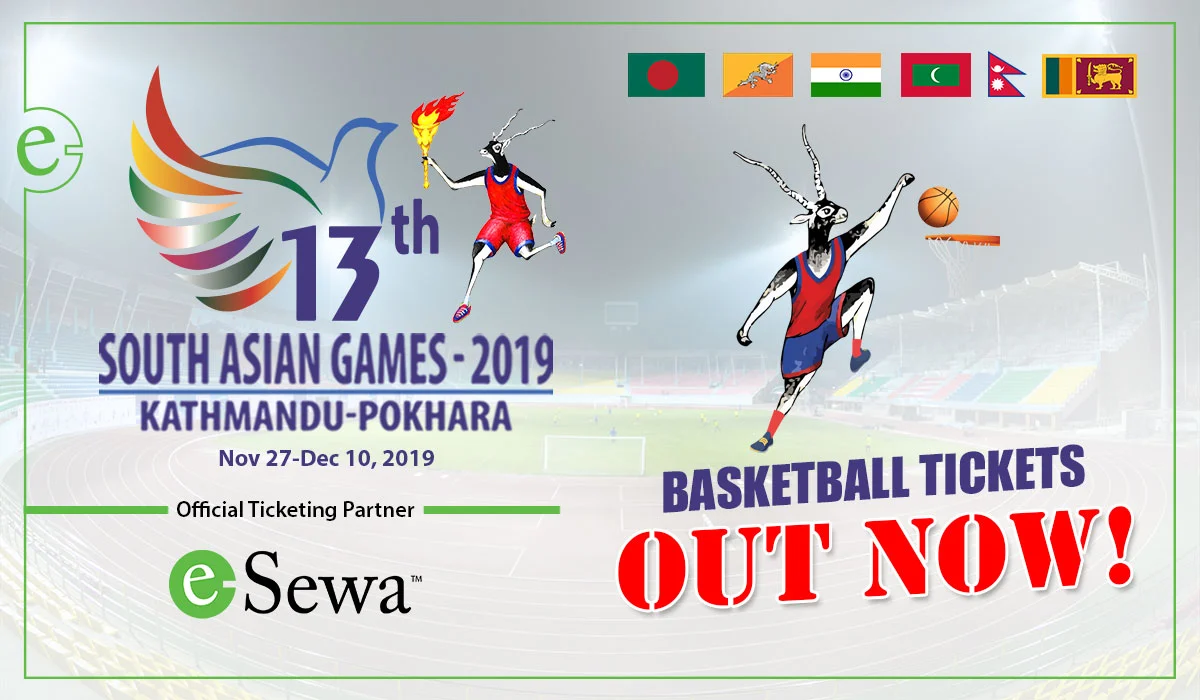 e
13th
SOUTH ASIAN GAMES - 2019
KATHMANDU-POKHARA
Nov 27-Dec 10, 2019
Official Ticketing Partner
e-Sewa™
BASKETBALL TICKETS
OUT NOW!